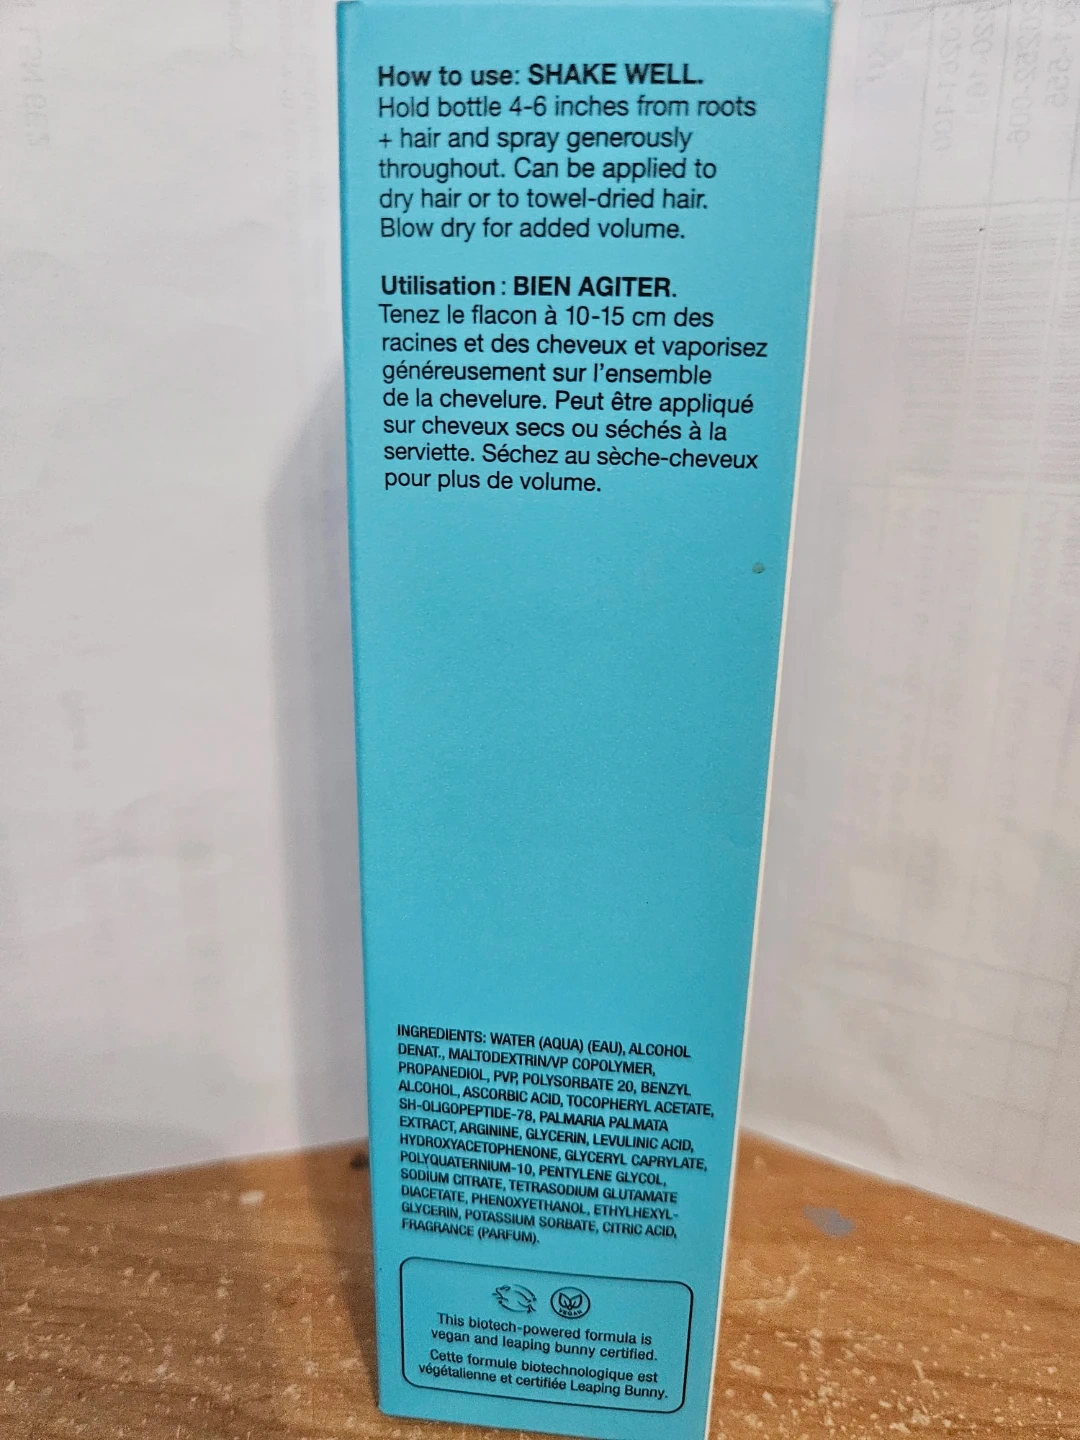 How to use: SHAKE WELL.
Hold bottle 4-6 inches from roots
+ hair and spray generously
throughout. Can be applied to
dry hair or to towel-dried hair.
Blow dry for added volume.
Utilisation : BIEN AGITER.
Tenez le flacon à 10-15 cm des
racines et des cheveux et vaporisez
généreusement sur l'ensemble
de la chevelure. Peut être appliqué
sur cheveux secs ou séchés à la
serviette. Séchez au sèche-cheveux
pour plus de volume.
INGREDIENTS: WATER (AQUA) (EAU), ALCOHOL
DENAT., MALTODEXTRIN/VP COPOLYMER,
PROPANEDIOL, PVP, POLYSORBATE 20, BENZYL
ALCOHOL, ASCORBIC ACID, TOCOPHERYL ACETATE,
SH-OLIGOPEPTIDE-78, PALMARIA PALMATA
EXTRACT, ARGININE, GLYCERIN, LEVULINIC ACID,
HYDROXYACETOPHENONE, GLYCERYL CAPRYLATE,
POLYQUATERNIUM-10, PENTYLENE GLYCOL,
SODIUM CITRATE, TETRASODIUM GLUTAMATE
DIACETATE, PHENOXYETHANOL, ETHYLHEXYL-
GLYCERIN, POTASSIUM SORBATE, CITRIC ACID,
FRAGRANCE (PARFUM).
VEGAN
This biotech-powered formula is
vegan and leaping bunny certified.
Cette formule biotechnologique est
végétalienne et certifiée Leaping Bunny.